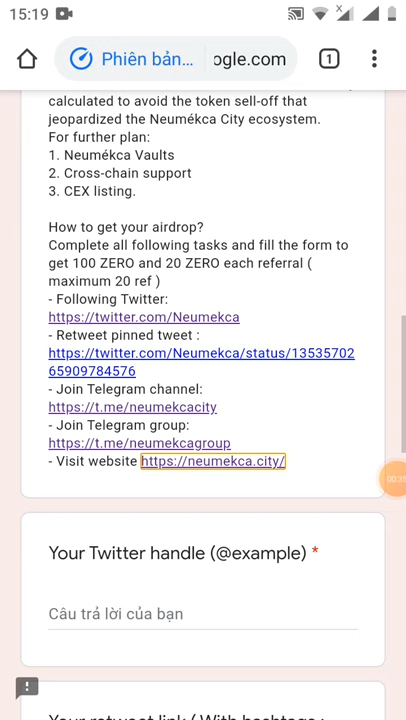 15:19
Phiên bản... ogle.com 1
calculated to avoid the token sell-off that
jeopardized the Neumékca City ecosystem.
For further plan:
1. Neumékca Vaults
2. Cross-chain support
3. CEX listing.
How to get your airdrop?
Complete all following tasks and fill the form to
get 100 ZERO and 20 ZERO each referral (
maximum 20 ref )
- Following Twitter:
https://twitter.com/Neumekca
- Retweet pinned tweet :
https://twitter.com/Neumekca/status/13535702
65909784576
- Join Telegram channel:
https://t.me/neumekcacity
- Join Telegram group:
https://t.me/neumekcagroup
- Visit website https://neumekca.city/
Your Twitter handle (@example) *
Câu trả lời của bạn
Your retweet link ( With hashtags :